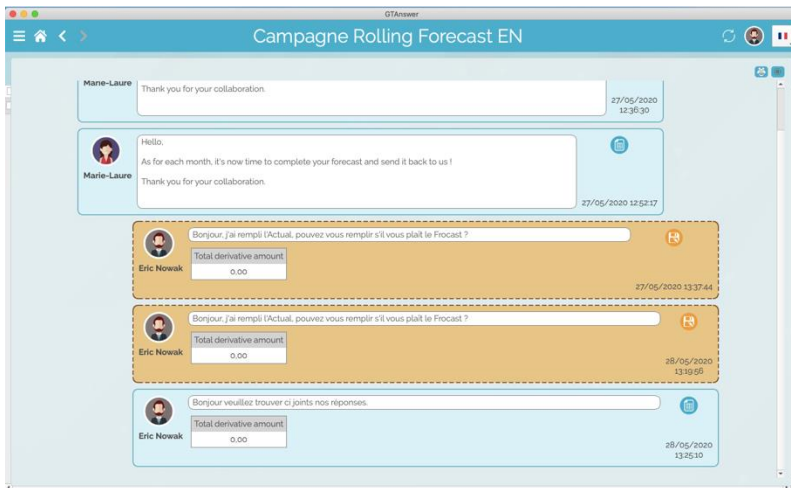 GTAnswer
Campagne Rolling Forecast EN
Marie-Laure
Thank you for your collaboration.
27/05/2020
12:36:30
Hello,
As for each month, it's now time to complete your forecast and send it back to us !
Thank you for your collaboration.
Marie-Laure
27/05/2020 12:52:17
Bonjour, j'ai rempli l'Actual, pouvez vous remplir s'il vous plaît le Frocast ?
Total derivative amount
0,00
Eric Nowak
27/05/2020 13:37:44
Bonjour, j'ai rempli l'Actual, pouvez vous remplir s'il vous plaît le Frocast ?
Total derivative amount
0,00
Eric Nowak
28/05/2020
13:19:56
Bonjour veuillez trouver ci joints nos réponses.
Total derivative amount
0,00
Eric Nowak
28/05/2020
13:25:10